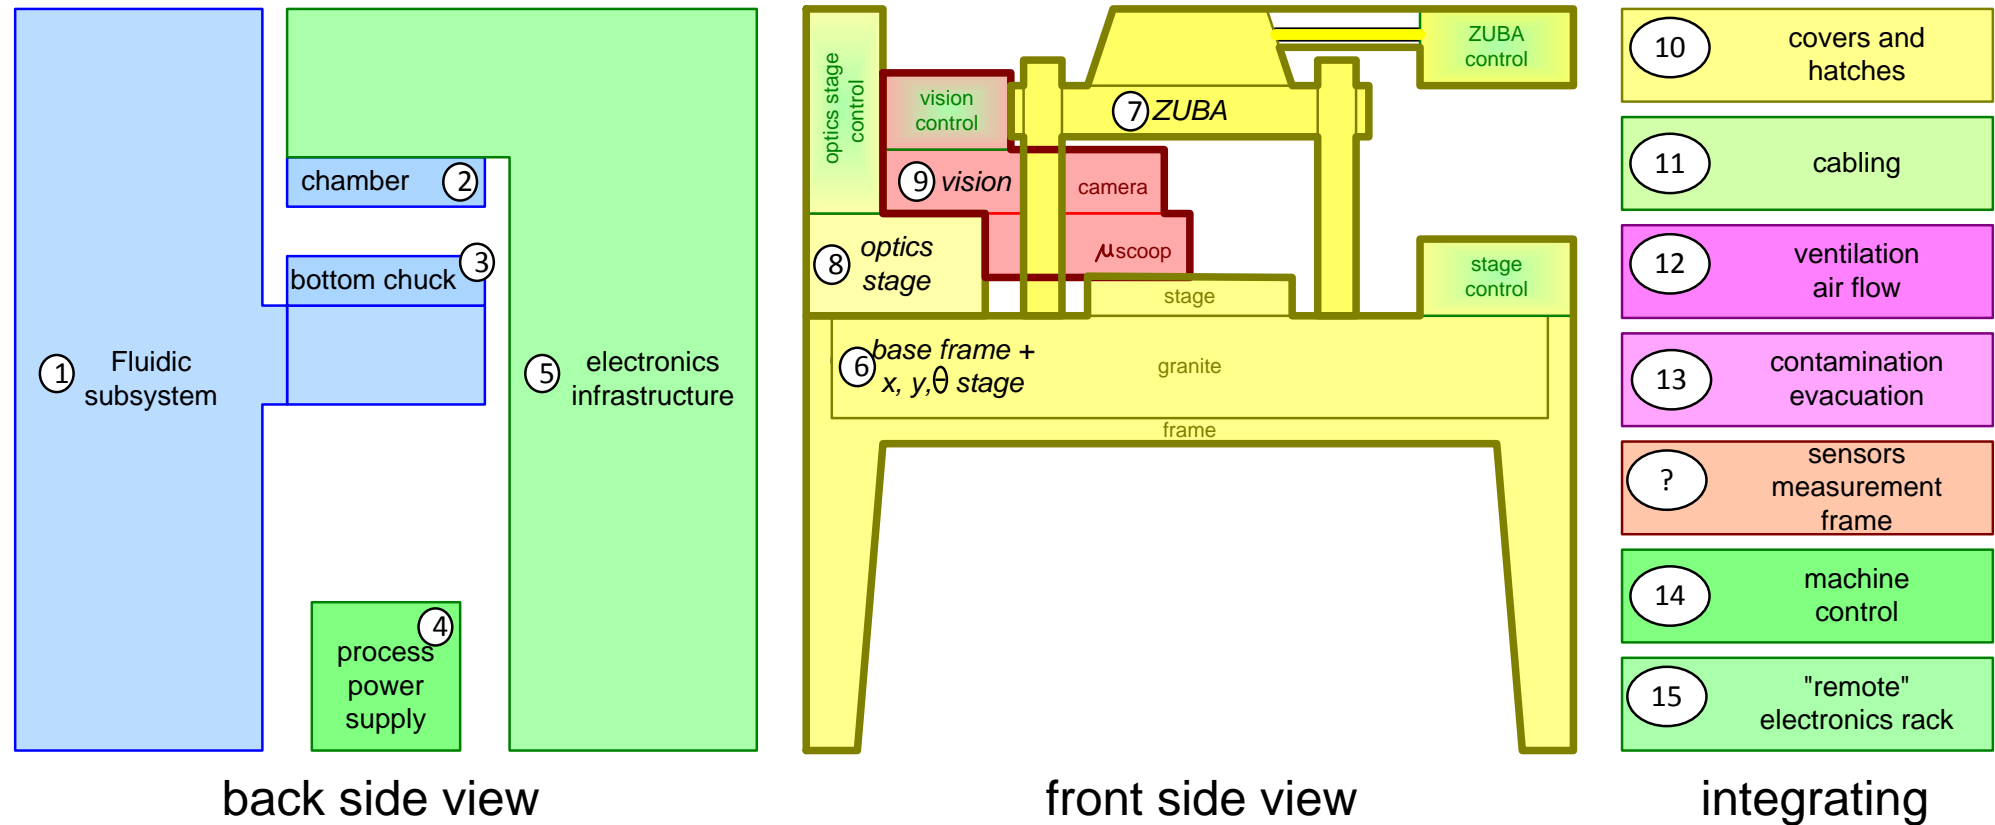 chamber
2
bottom chuck
3
1
Fluidic
subsystem
5
electronics
infrastructure
4
process
power
supply
back side view
optics stage
control
vision
control
ZUBA
control
7
ZUBA
9
vision
camera
μscoop
8
optics
stage
stage
stage
control
6
base frame +
x, y,θ stage
granite
frame
front side view
10
covers and
hatches
11
cabling
12
ventilation
air flow
13
contamination
evacuation
?
sensors
measurement
frame
14
machine
control
15
"remote"
electronics rack
integrating